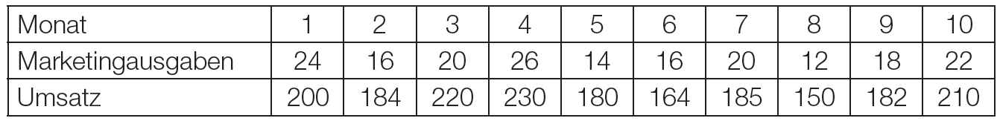 Monat 1 2 3 4 5 6 7 8 9 10
Marketingausgaben 24 16 20 26 14 16 20 12 18 22
Umsatz 200 184 220 230 180 164 185 150 182 210